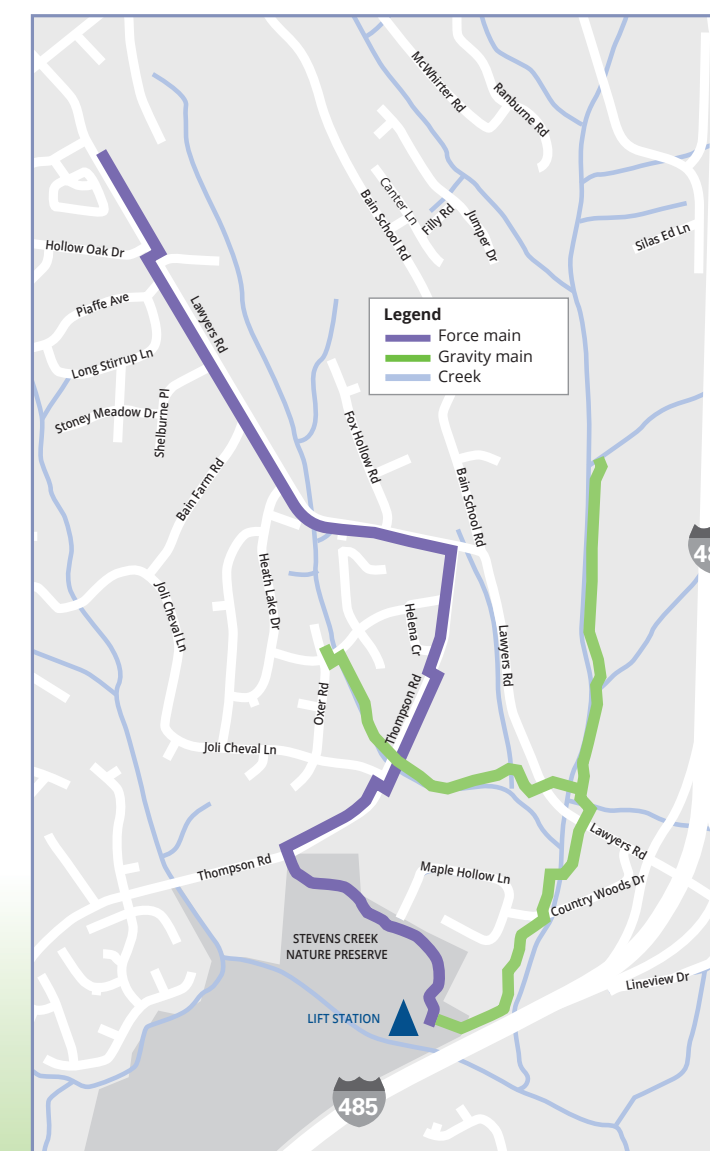 McWhirter Rd
Ranburne Rd
Canter Ln
Bain School Rd
Filly Rd
Jumper Dr
Silas Ed Ln
Hollow Oak Dr
Piaffe Ave
Lawyers Rd
Long Stirrup Ln
Stoney Meadow Dr
Shelburne Pl
Legend
Force main
Gravity main
Creek
Fox Hollow Rd
Bain Farm Rd
Bain School Rd
Heath Lake Dr
Joli Cheval Ln
Helena Cr
Lawyers Rd
Oxer Rd
Thompson Rd
Joli Cheval Ln
Lawyers Rd
Thompson Rd
Maple Hollow Ln
Country Woods Dr
STEVENS CREEK
NATURE PRESERVE
Lineview Dr
LIFT STATION
485